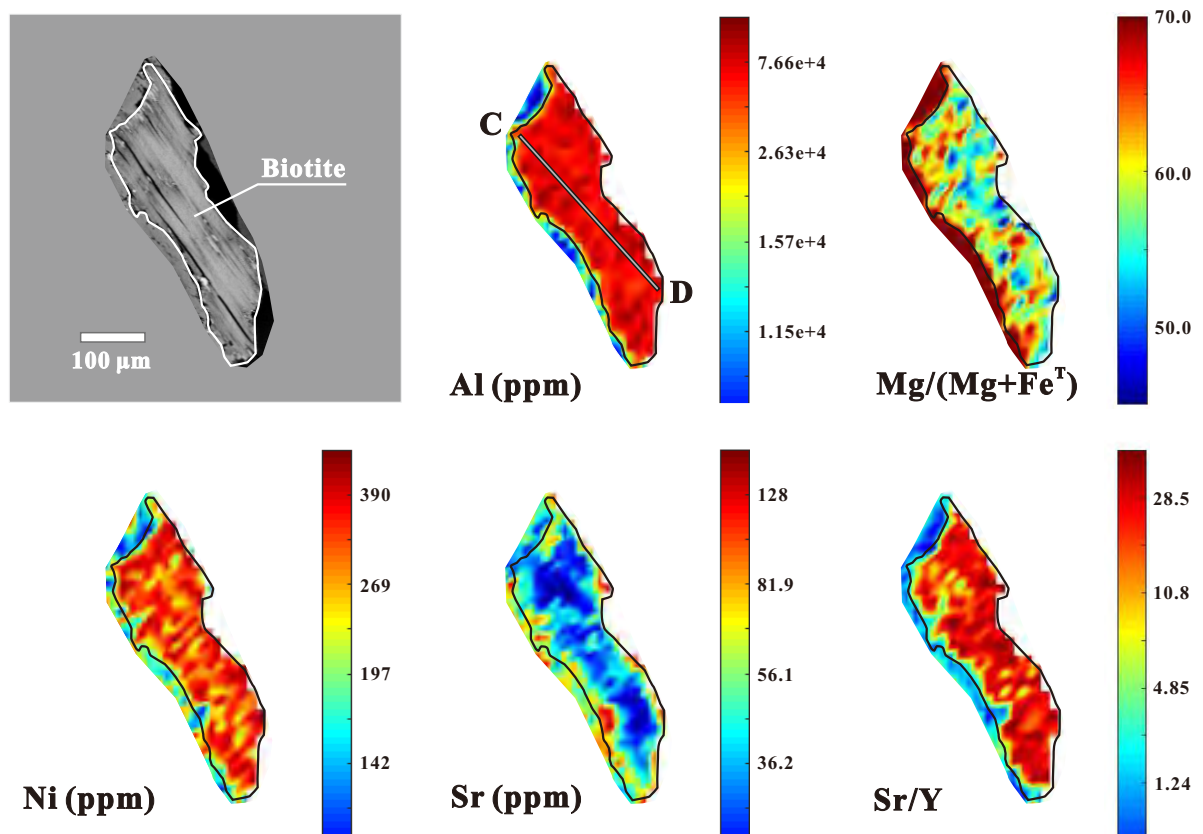 Biotite
100 µm
C
D
Al (ppm)
7.66e+4
2.63e+4
1.57e+4
1.15e+4
Mg/(Mg+Feᵀ)
70.0
60.0
50.0
Ni (ppm)
390
269
197
142
Sr (ppm)
128
81.9
56.1
36.2
Sr/Y
28.5
10.8
4.85
1.24